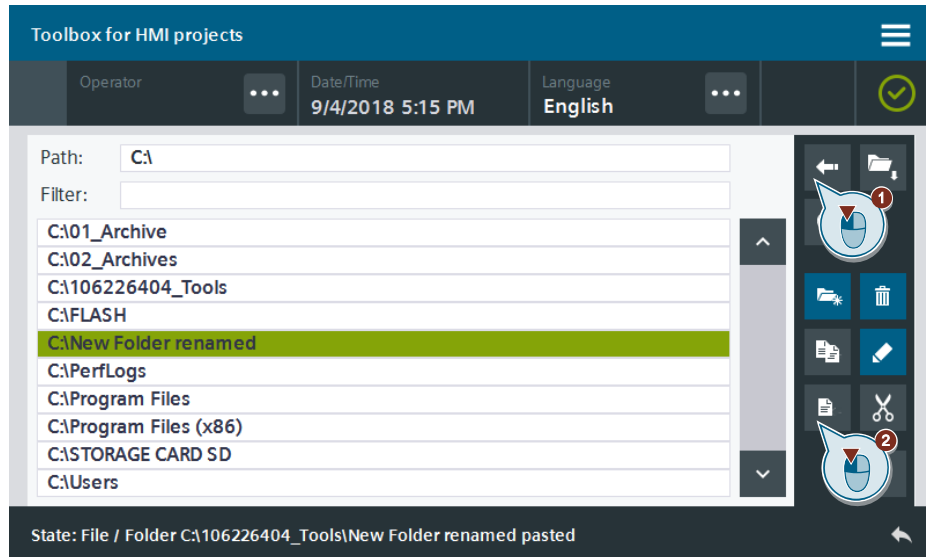 Toolbox for HMI projects
Operator
Date/Time
Language
9/4/2018 5:15 PM
English
Path: C:\
Filter:
C:\01_Archive
C:\02_Archives
C:\106226404_Tools
C:\FLASH
C:\New Folder renamed
C:\PerfLogs
C:\Program Files
C:\Program Files (x86)
C:\STORAGE CARD SD
C:\Users
1
2
State: File / Folder C:\106226404_Tools\New Folder renamed pasted